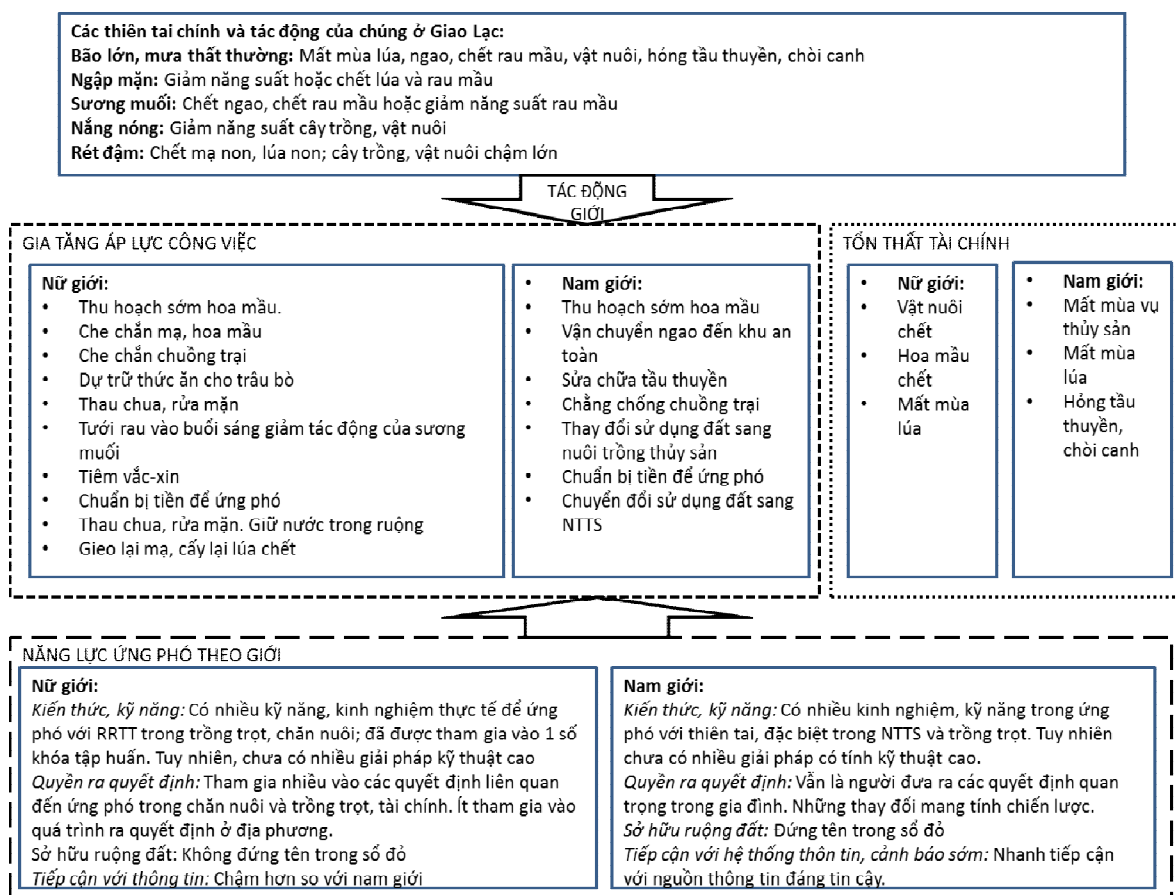 Các thiên tai chính và tác động của chúng ở Giao Lạc:
Bão lớn, mưa thất thường: Mất mùa lúa, ngao, chết rau mầu, vật nuôi, hóng tầu thuyền, chòi canh
Ngập mặn: Giảm năng suất hoặc chết lúa và rau mầu
Sương muối: Chết ngao, chết rau mầu hoặc giảm năng suất rau mầu
Nắng nóng: Giảm năng suất cây trồng, vật nuôi
Rét đậm: Chết mạ non, lúa non; cây trồng, vật nuôi chậm lớn
TÁC ĐỘNG
GIỚI
GIA TĂNG ÁP LỰC CÔNG VIỆC
Nữ giới:
• Thu hoạch sớm hoa mầu.
• Che chắn mạ, hoa mầu
• Che chắn chuồng trại
• Dự trữ thức ăn cho trâu bò
• Thau chua, rửa mặn
• Tưới rau vào buổi sáng giảm tác động của sương
muối
• Tiêm vắc-xin
• Chuẩn bị tiền để ứng phó
• Thau chua, rửa mặn. Giữ nước trong ruộng
• Gieo lại mạ, cấy lại lúa chết
• Nam giới:
• Thu hoạch sớm hoa mầu
• Vận chuyển ngao đến khu an
toàn
• Sửa chữa tầu thuyền
• Chằng chống chuồng trại
• Thay đổi sử dụng đất sang
nuôi trồng thủy sản
• Chuẩn bị tiền để ứng phó
• Chuyển đổi sử dụng đất sang
NTTS
TỔN THẤT TÀI CHÍNH
• Nữ giới:
• Vật nuôi
chết
• Hoa mầu
chết
• Mất mùa
lúa
• Nam giới:
• Mất mùa vụ
thủy sản
• Mất mùa
lúa
• Hỏng tầu
thuyền,
chòi canh
NĂNG LỰC ỨNG PHÓ THEO GIỚI
Nữ giới:
Kiến thức, kỹ năng: Có nhiều kỹ năng, kinh nghiệm thực tế để ứng
phó với RRTT trong trồng trọt, chăn nuôi; đã được tham gia vào 1 số
khóa tập huấn. Tuy nhiên, chưa có nhiều giải pháp kỹ thuật cao
Quyền ra quyết định: Tham gia nhiều vào các quyết định liên quan
đến ứng phó trong chăn nuôi và trồng trọt, tài chính. Ít tham gia vào
quá trình ra quyết định ở địa phương.
Sở hữu ruộng đất: Không đứng tên trong sổ đỏ
Tiếp cận với thông tin: Chậm hơn so với nam giới
Nam giới:
Kiến thức, kỹ năng: Có nhiều kinh nghiệm, kỹ năng trong ứng
phó với thiên tai, đặc biệt trong NTTS và trồng trọt. Tuy nhiên
chưa có nhiều giải pháp có tính kỹ thuật cao.
Quyền ra quyết định: Vẫn là người đưa ra các quyết định quan
trọng trong gia đình. Những thay đổi mang tính chiến lược.
Sở hữu ruộng đất: Đứng tên trong sổ đỏ
Tiếp cận với hệ thống thôn tin, cảnh báo sớm: Nhanh tiếp cận
với nguồn thông tin đáng tin cậy.